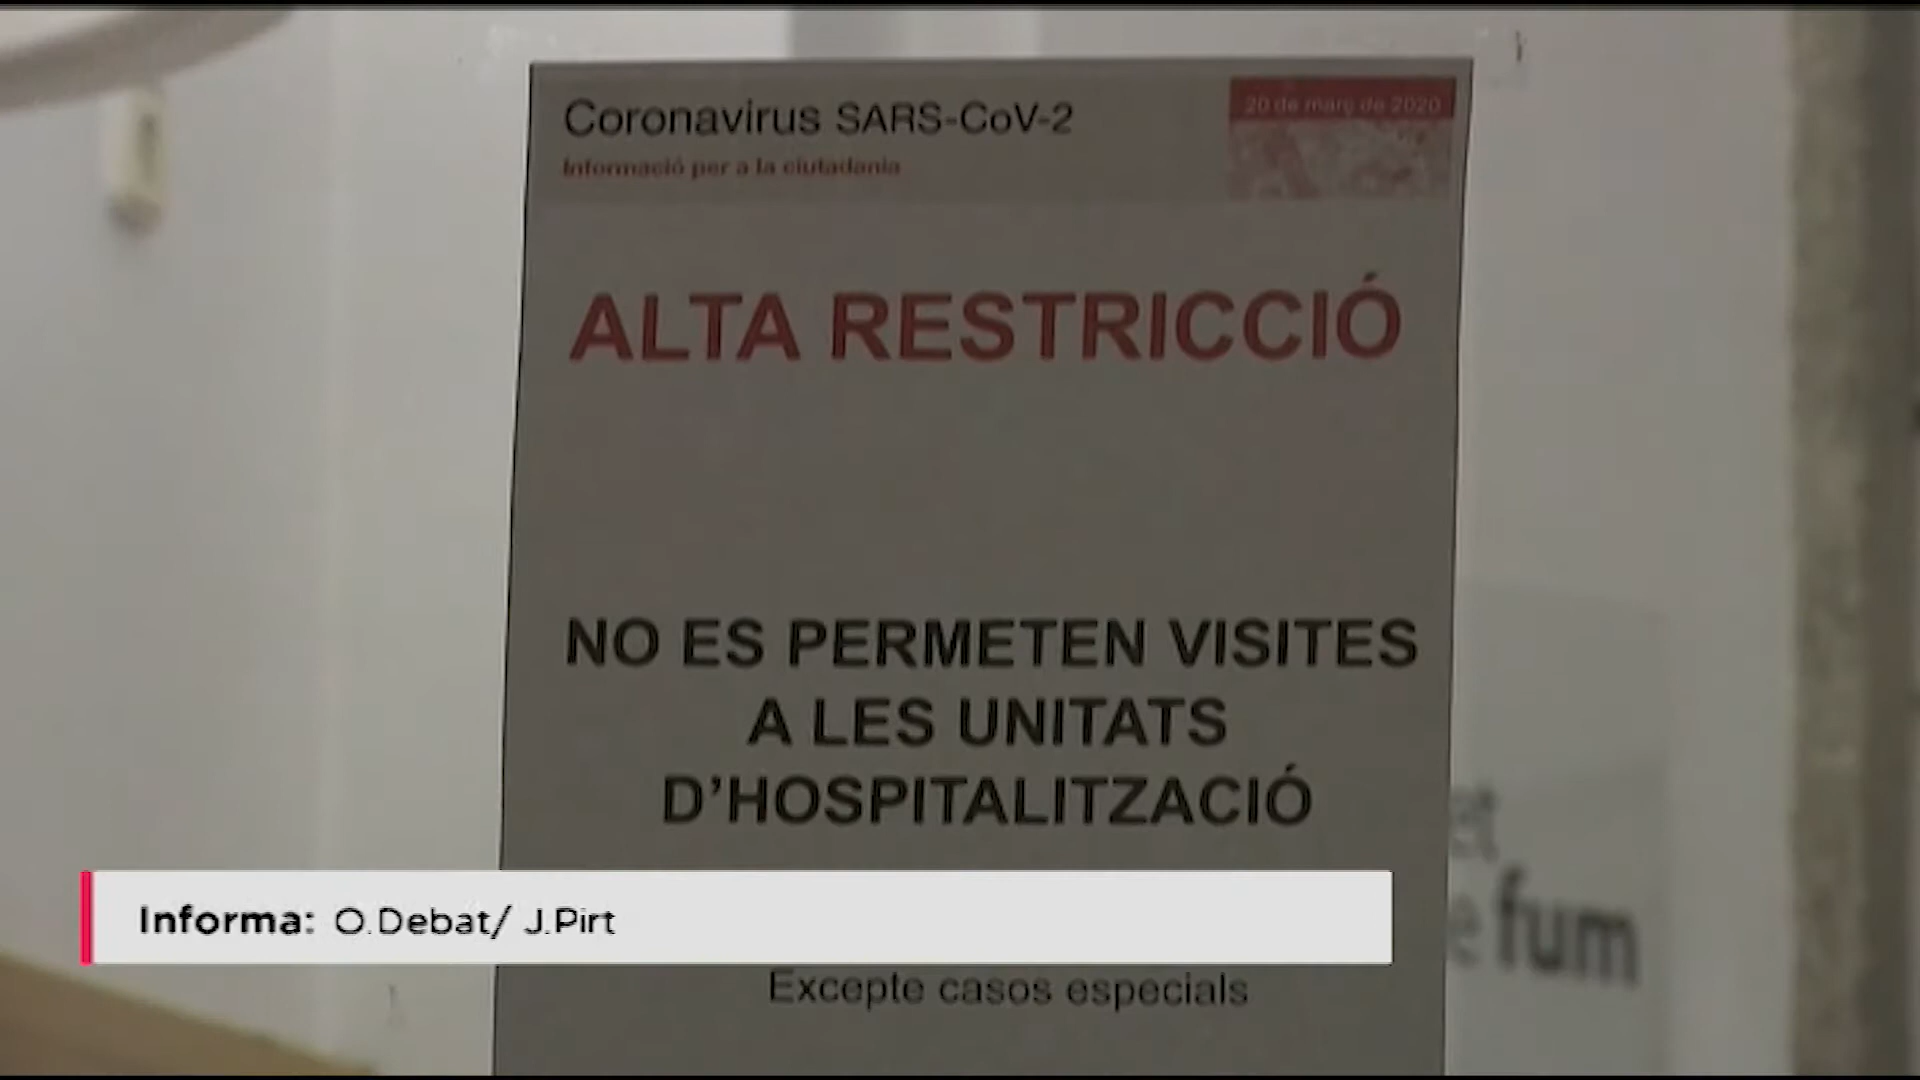 Coronavirus SARS-CoV-2
20 de març de 2020
Informació per a la ciutadania
ALTA RESTRICCIÓ
NO ES PERMETEN VISITES
A LES UNITATS
D'HOSPITALITZACIÓ
Informa: O.Debat/ J.Pirt
Excepte casos especials
fum